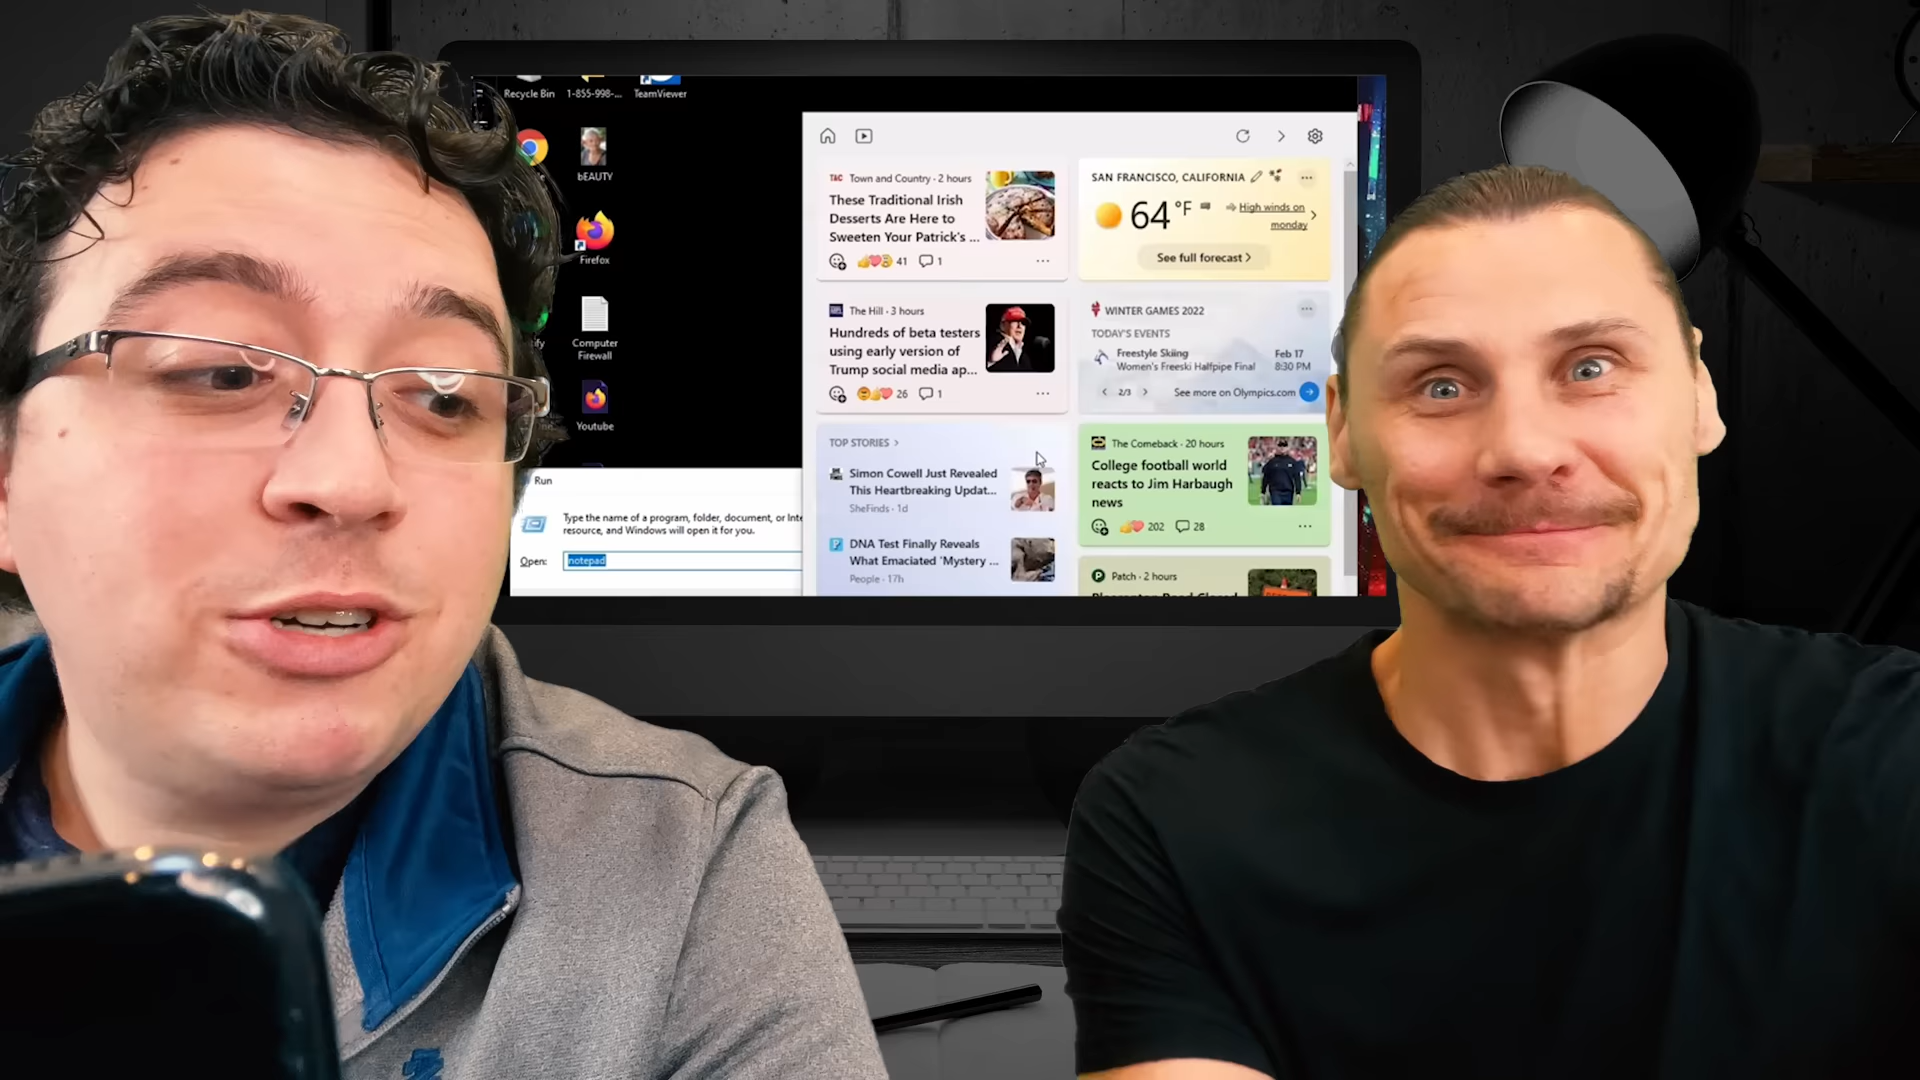 Recycle Bin
1-855-998-...
TeamViewer
bEAUTY
Firefox
Computer
Firewall
Youtube
Run
Type the name of a program, folder, document, or Inte
resource, and Windows will open it for you.
Open:
notepad
Town and Country · 2 hours
These Traditional Irish
Desserts Are Here to
Sweeten Your Patrick's ...
41
1
The Hill · 3 hours
Hundreds of beta testers
using early version of
Trump social media ap...
26
1
TOP STORIES
Simon Cowell Just Revealed
This Heartbreaking Updat...
SheFinds · 1d
DNA Test Finally Reveals
What Emaciated 'Mystery ...
People · 17h
SAN FRANCISCO, CALIFORNIA
64 °F
High winds on
monday
See full forecast
WINTER GAMES 2022
TODAY'S EVENTS
Freestyle Skiing
Women's Freeski Halfpipe Final
Feb 17
8:30 PM
2/3
See more on Olympics.com
The Comeback · 20 hours
College football world
reacts to Jim Harbaugh
news
202
28
Patch · 2 hours